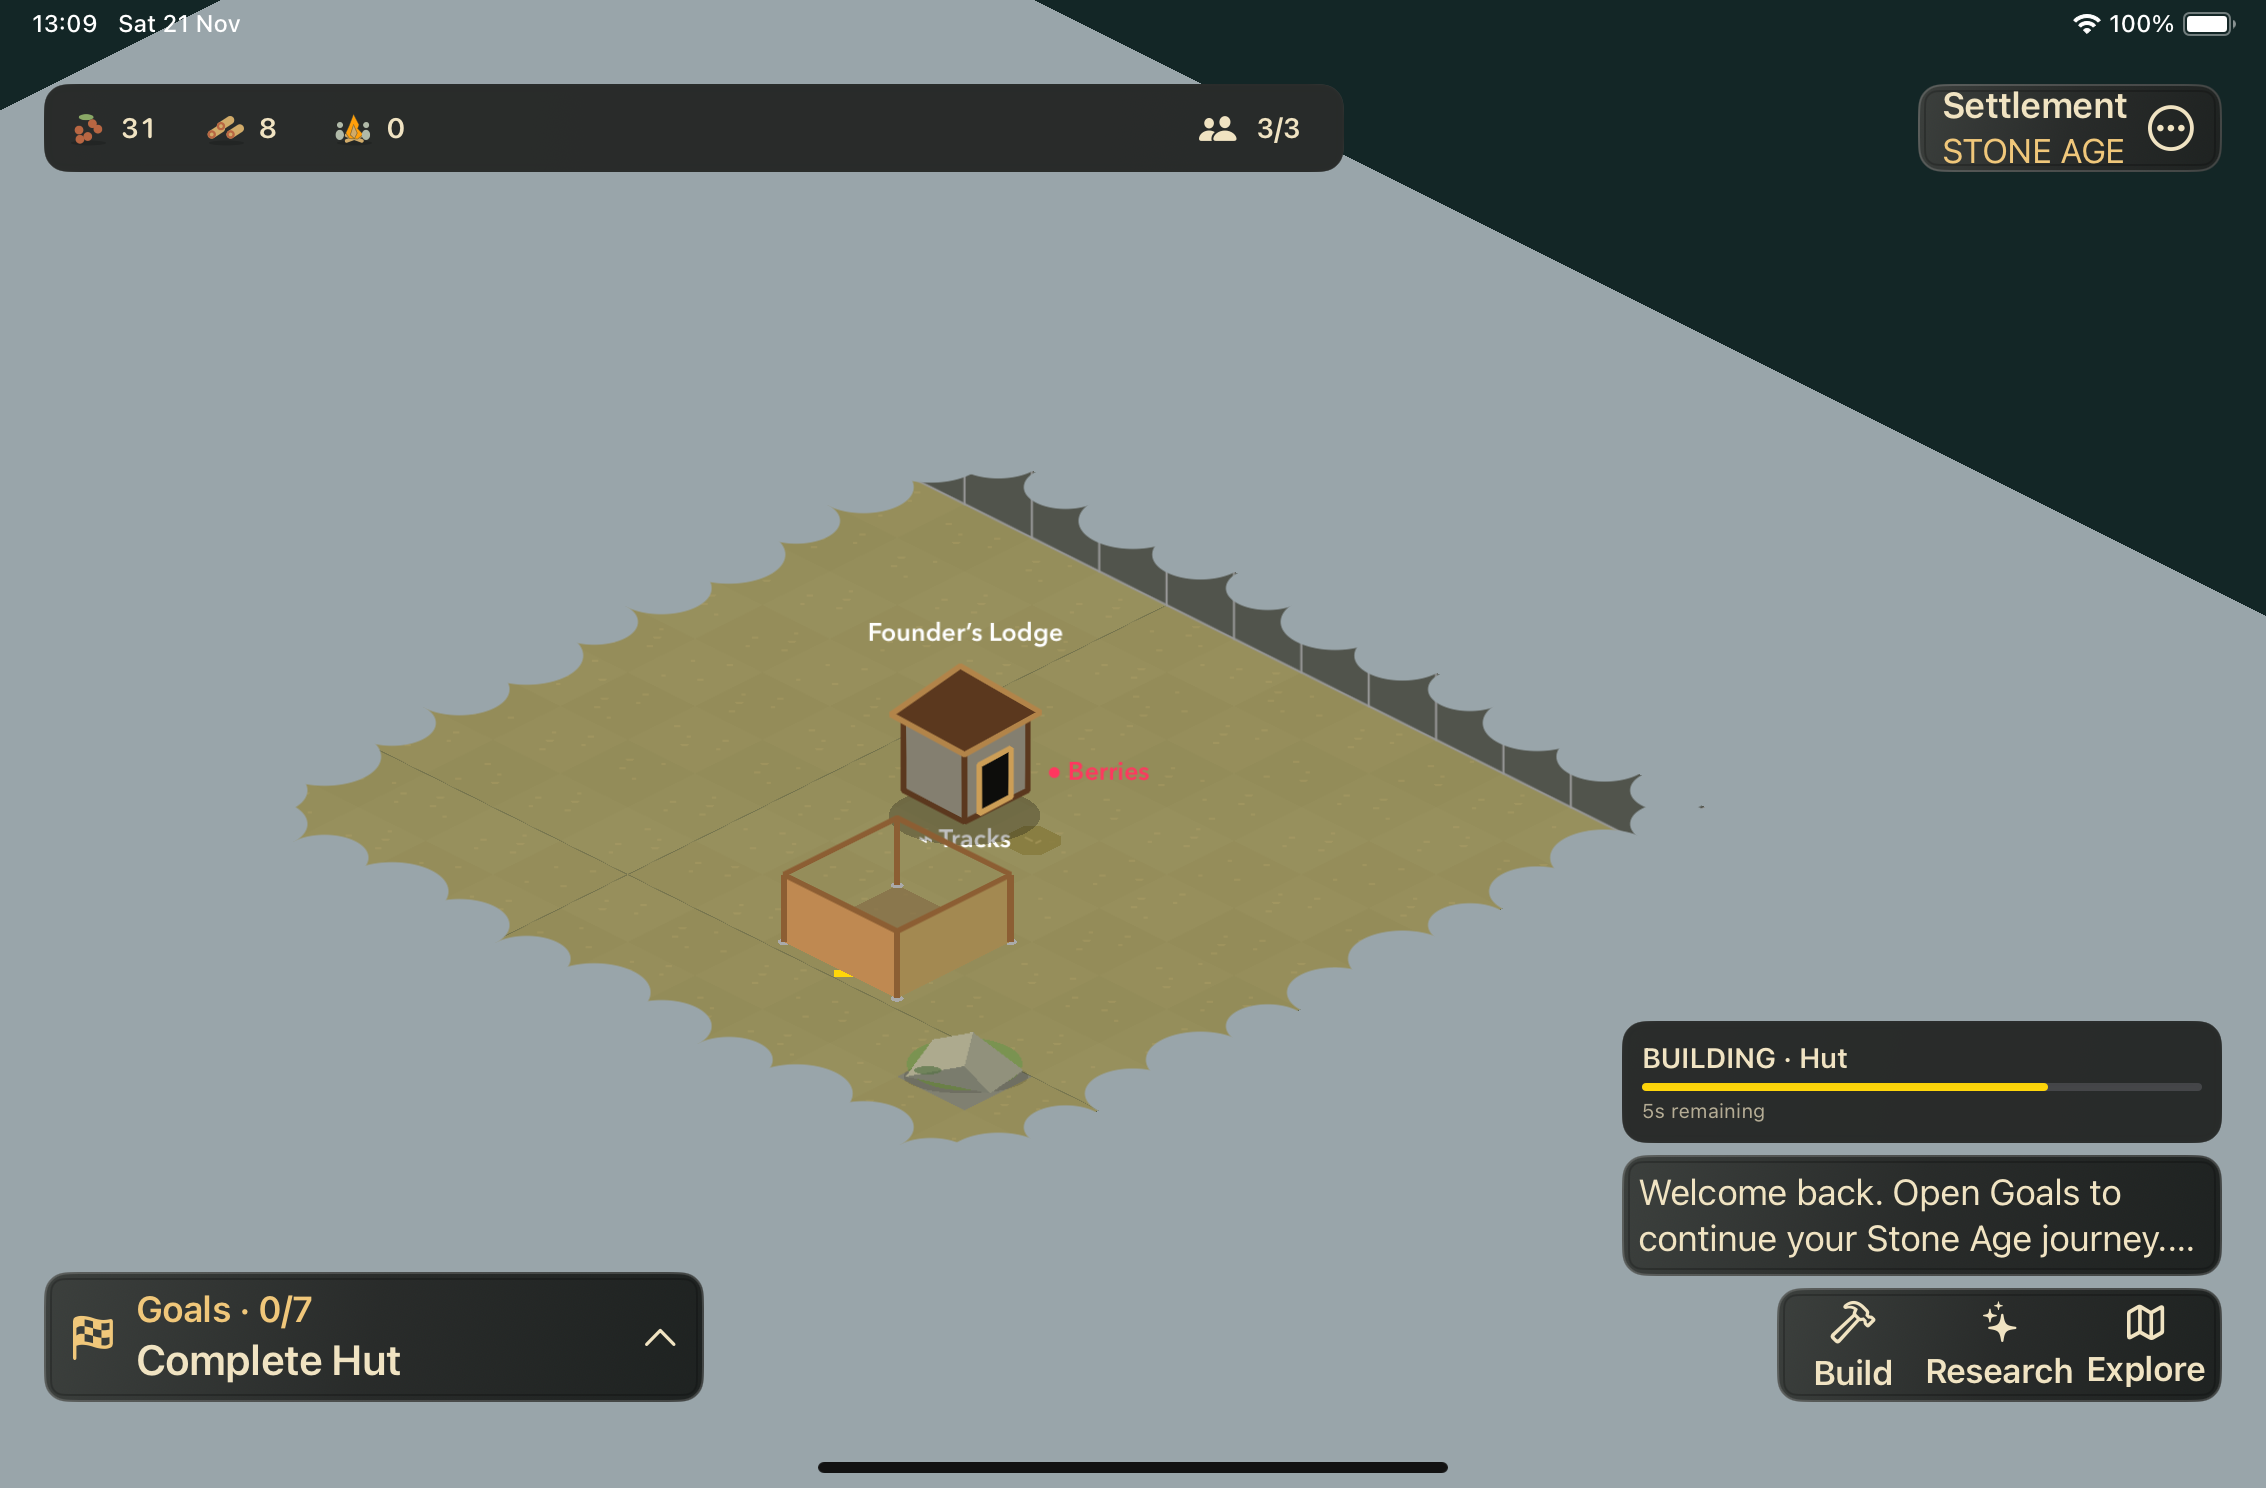 13:09 Sat 21 Nov 100%
31 8 0 3/3
Settlement
STONE AGE
Founder's Lodge
• Berries
Tracks
BUILDING · Hut
5s remaining
Welcome back. Open Goals to
continue your Stone Age journey....
Goals · 0/7
Complete Hut
Build Research Explore